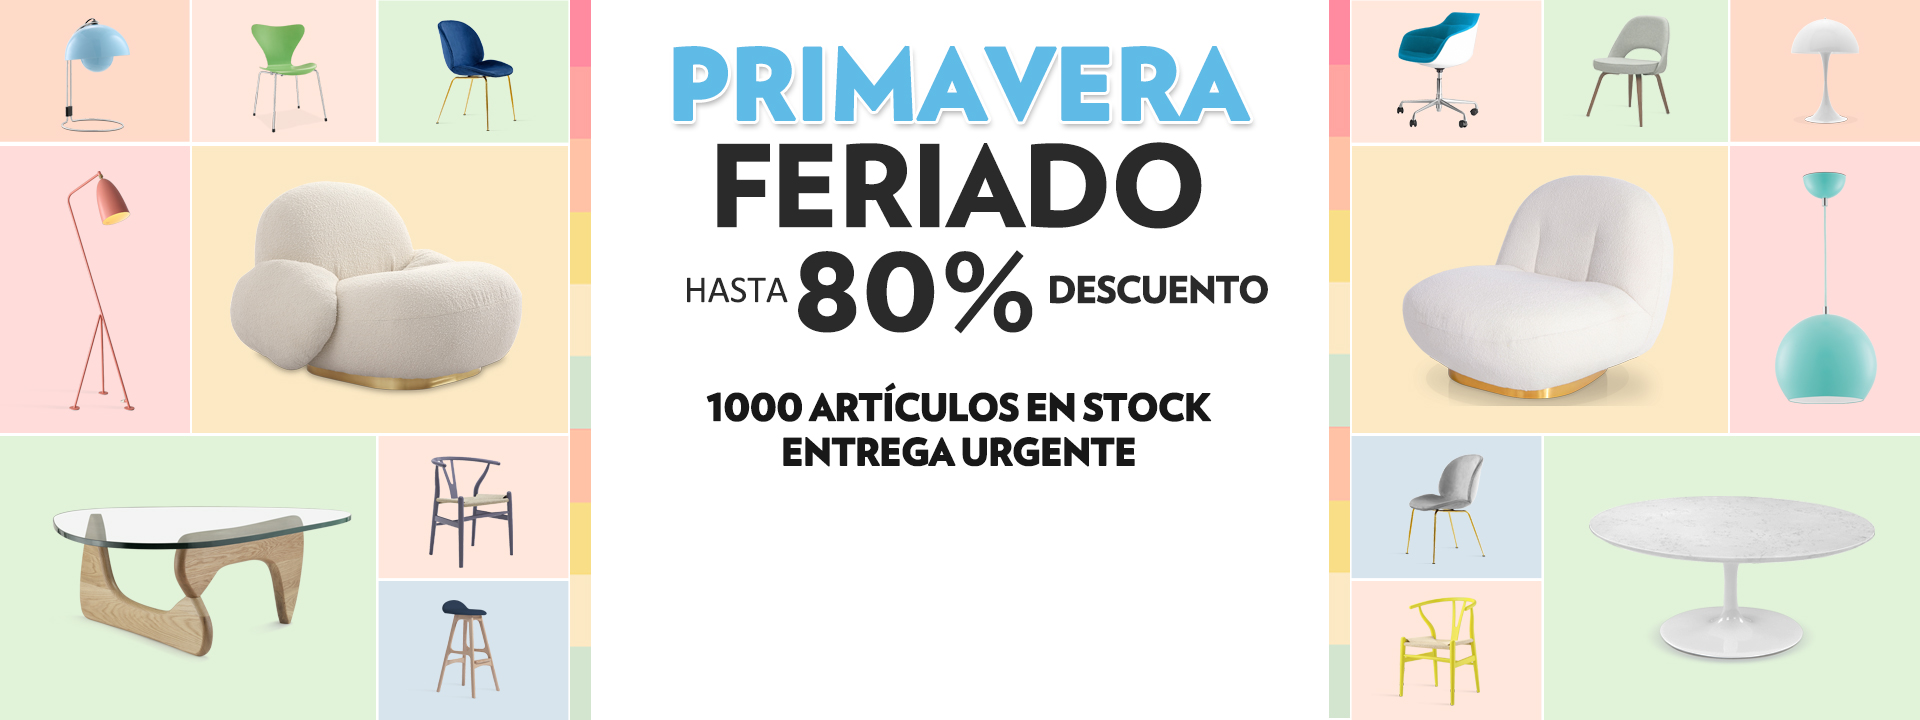 PRIMAVERA
FERIADO
HASTA 80% DESCUENTO
1000 ARTÍCULOS EN STOCK
ENTREGA URGENTE